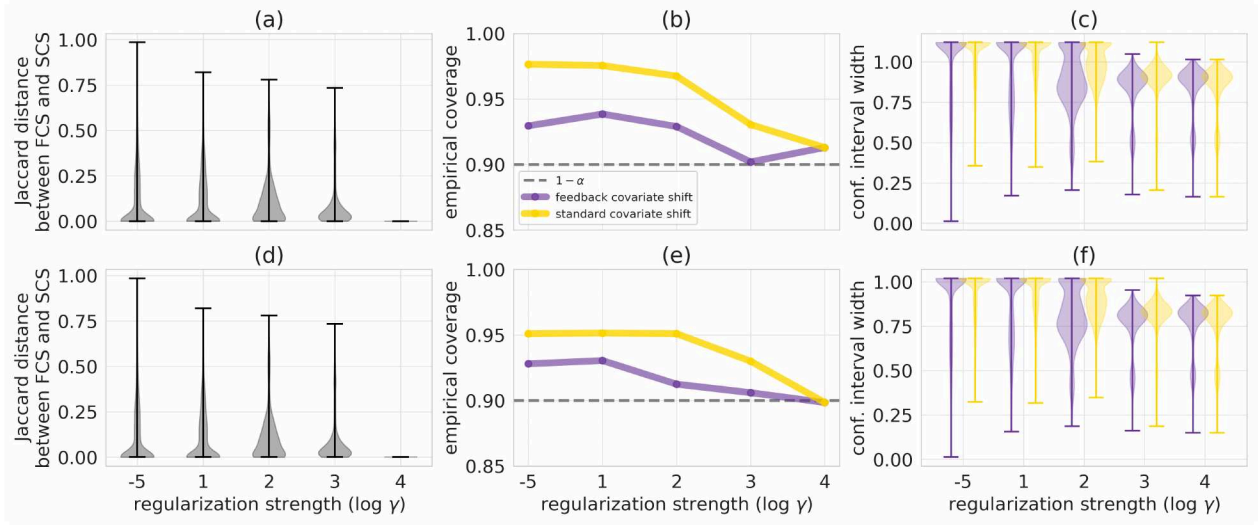 (a)
Jaccard distance
between FCS and SCS
1.00
0.75
0.50
0.25
0.00
(b)
empirical coverage
1.00
0.95
0.90
0.85
1 − α
feedback covariate shift
standard covariate shift
(c)
conf. interval width
1.00
0.75
0.50
0.25
0.00
(d)
Jaccard distance
between FCS and SCS
1.00
0.75
0.50
0.25
0.00
-5 1 2 3 4
regularization strength (log γ)
(e)
empirical coverage
1.00
0.95
0.90
0.85
-5 1 2 3 4
regularization strength (log γ)
(f)
conf. interval width
1.00
0.75
0.50
0.25
0.00
-5 1 2 3 4
regularization strength (log γ)